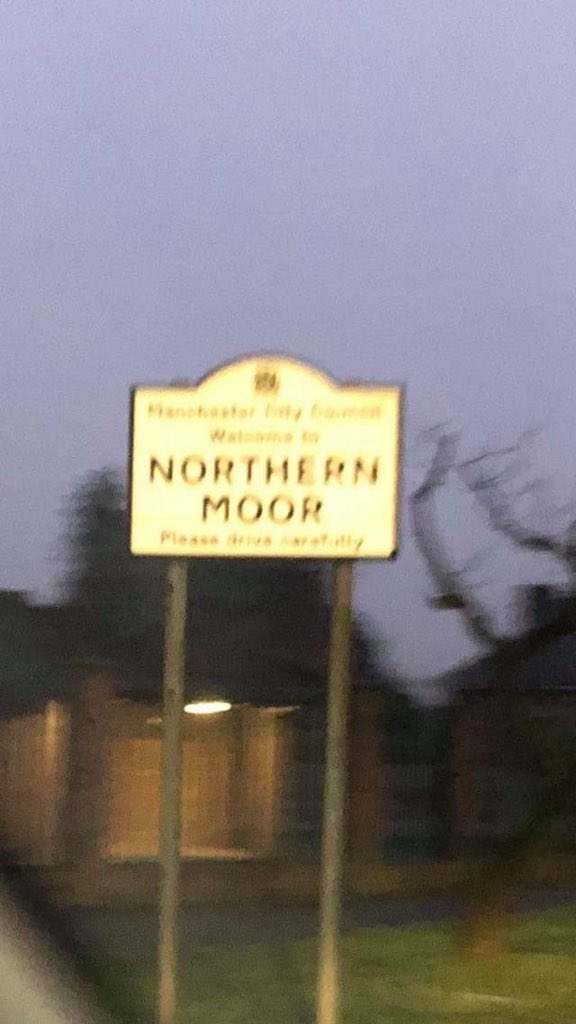 Manchester City Council
Welcome to
NORTHERN
MOOR
Please drive carefully